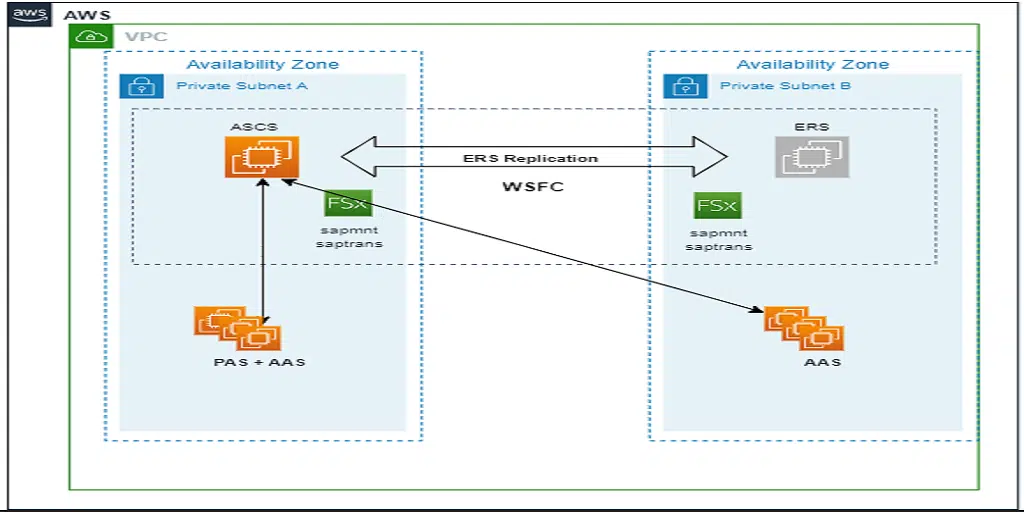 aws
AWS
VPC
Availability Zone
Private Subnet A
ASCS
FSx
sapmnt
saptrans
PAS + AAS
ERS Replication
WSFC
Availability Zone
Private Subnet B
ERS
FSx
sapmnt
saptrans
AAS